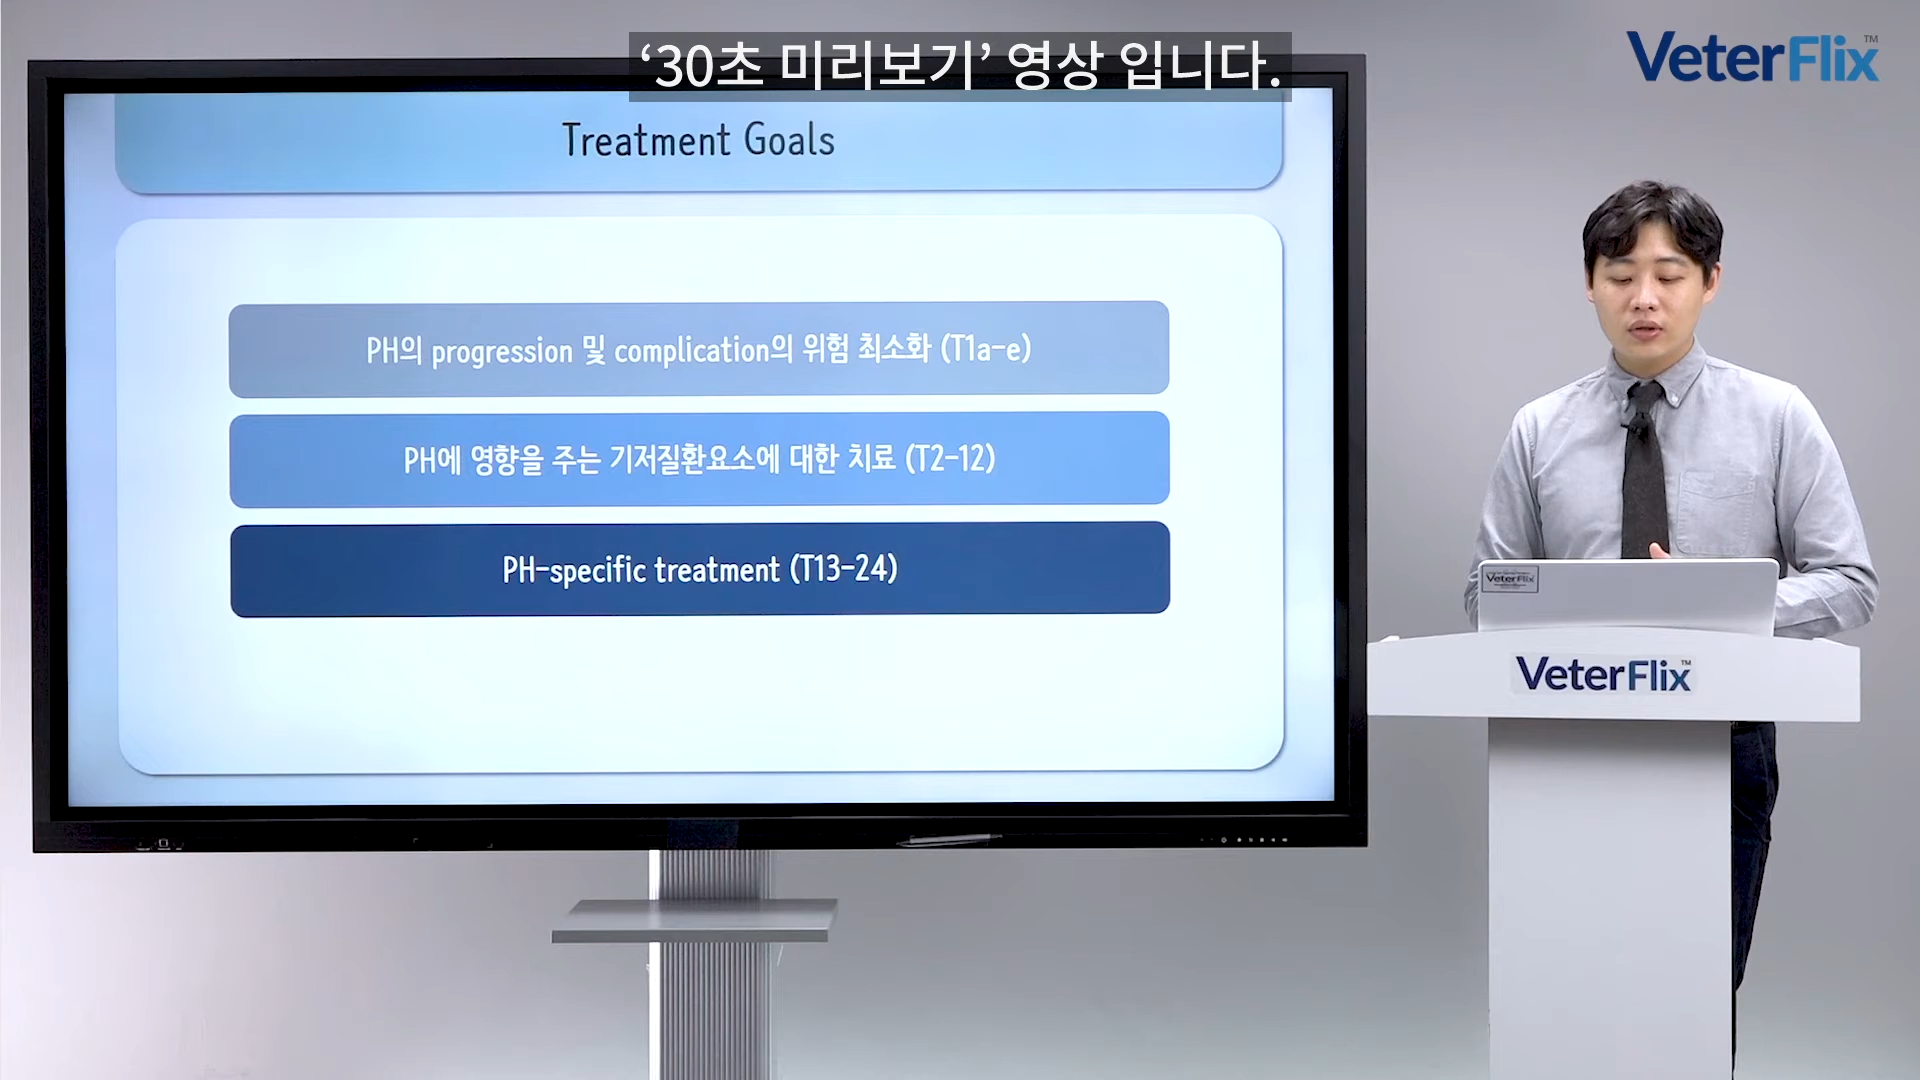 ‘30초 미리보기’ 영상 입니다.
VeterFlix™
Treatment Goals
PH의 progression 및 complication의 위험 최소화 (T1a-e)
PH에 영향을 주는 기저질환요소에 대한 치료 (T2-12)
PH-specific treatment (T13-24)
VeterFlix
VeterFlix™